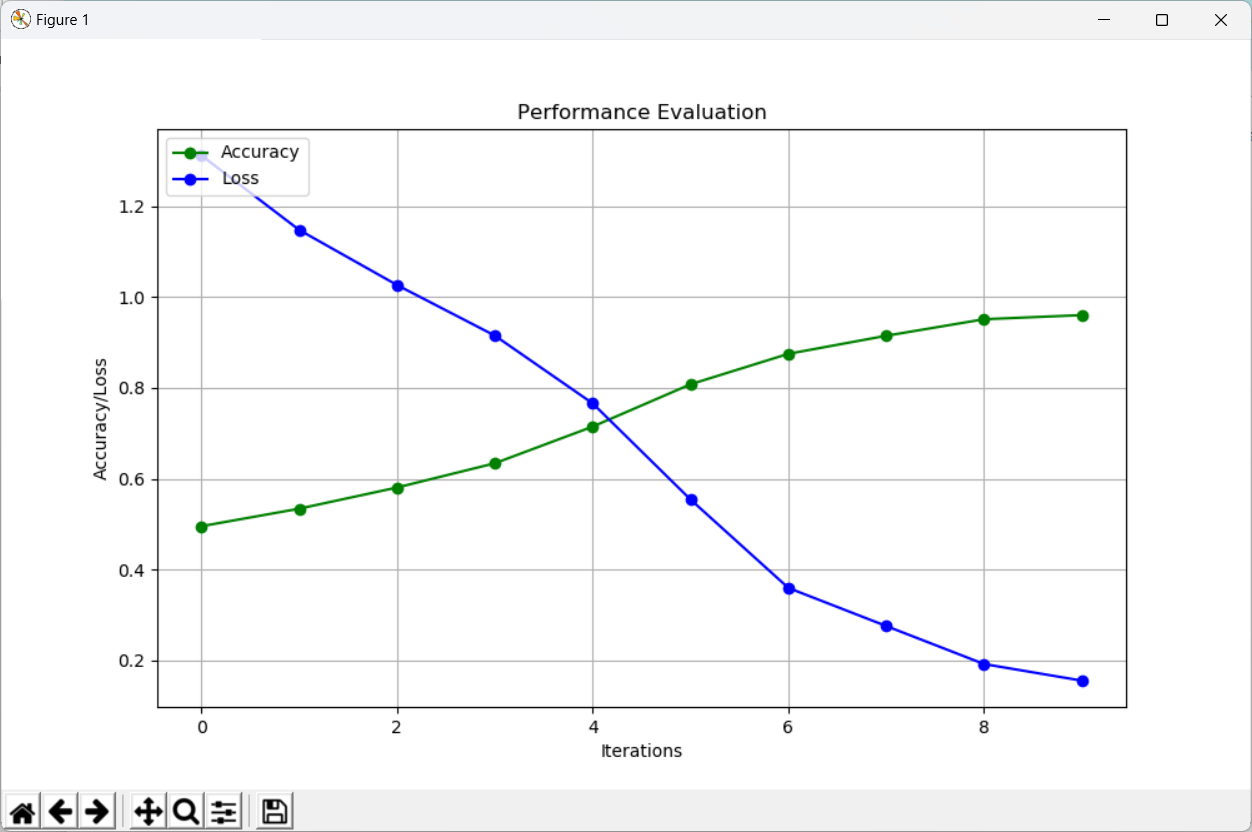 Figure 1
Performance Evaluation
Accuracy
Loss
1.2
1.0
0.8
0.6
0.4
0.2
Accuracy/Loss
0 2 4 6 8
Iterations